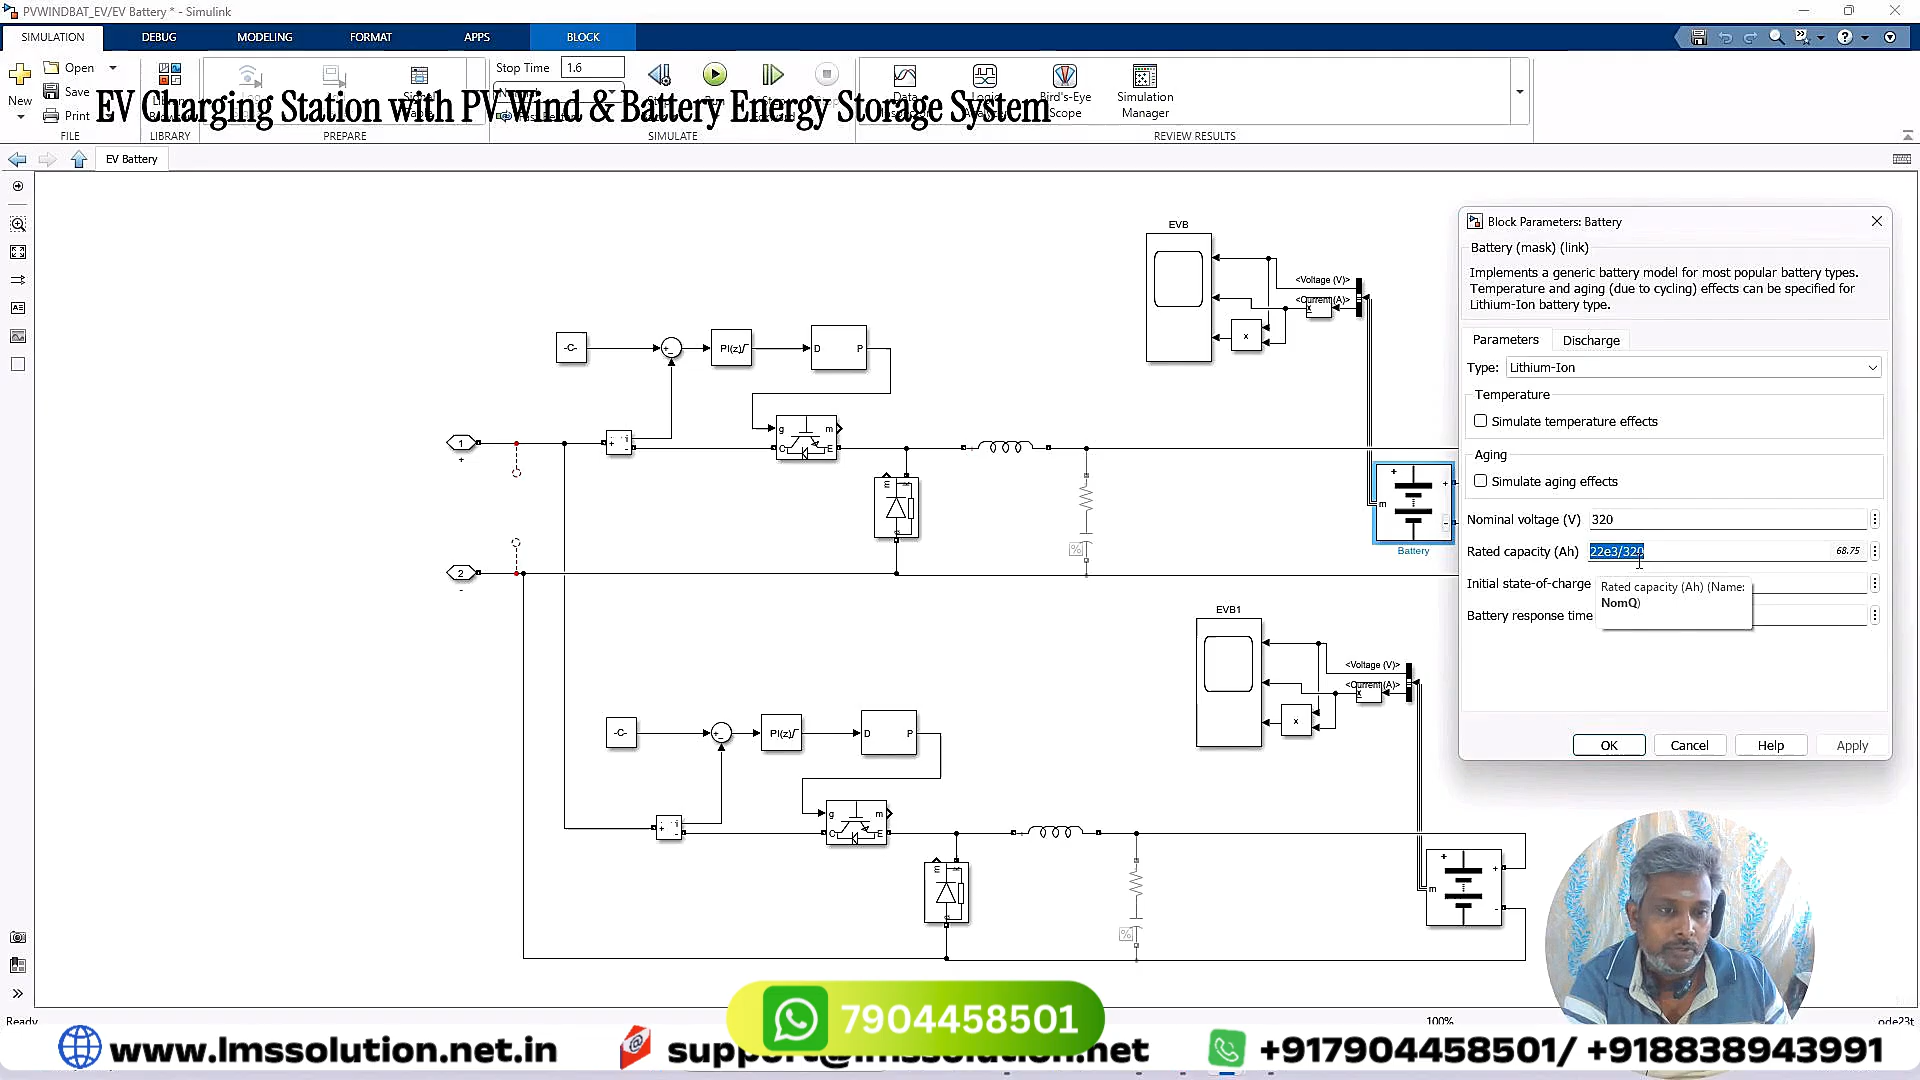 PVWINDBAT_EV/EV Battery * - Simulink
SIMULATION
DEBUG
MODELING
FORMAT
APPS
BLOCK
New
Open
Save
Print
FILE
LIBRARY
PREPARE
Stop Time
1.6
SIMULATE
Bird's-Eye
Scope
Simulation
Manager
REVIEW RESULTS
EV Charging Station with PV Wind & Battery Energy Storage System
EV Battery
EVB
<Voltage (V)>
<Current (A)>
x
-C-
PI(z)
D
P
g
m
C
E
1
+
2
-
m
Battery
%
EVB1
<Voltage (V)>
<Current (A)>
x
-C-
PI(z)
D
P
g
m
C
E
m
%
Block Parameters: Battery
Battery (mask) (link)
Implements a generic battery model for most popular battery types.
Temperature and aging (due to cycling) effects can be specified for
Lithium-Ion battery type.
Parameters
Discharge
Type:
Lithium-Ion
Temperature
Simulate temperature effects
Aging
Simulate aging effects
Nominal voltage (V)
320
Rated capacity (Ah)
22e3/320
68.75
Initial state-of-charge
Rated capacity (Ah) (Name:
NomQ)
Battery response time
OK
Cancel
Help
Apply
Ready
100%
ode23t
7904458501
www.lmssolution.net.in
+917904458501/ +918838943991